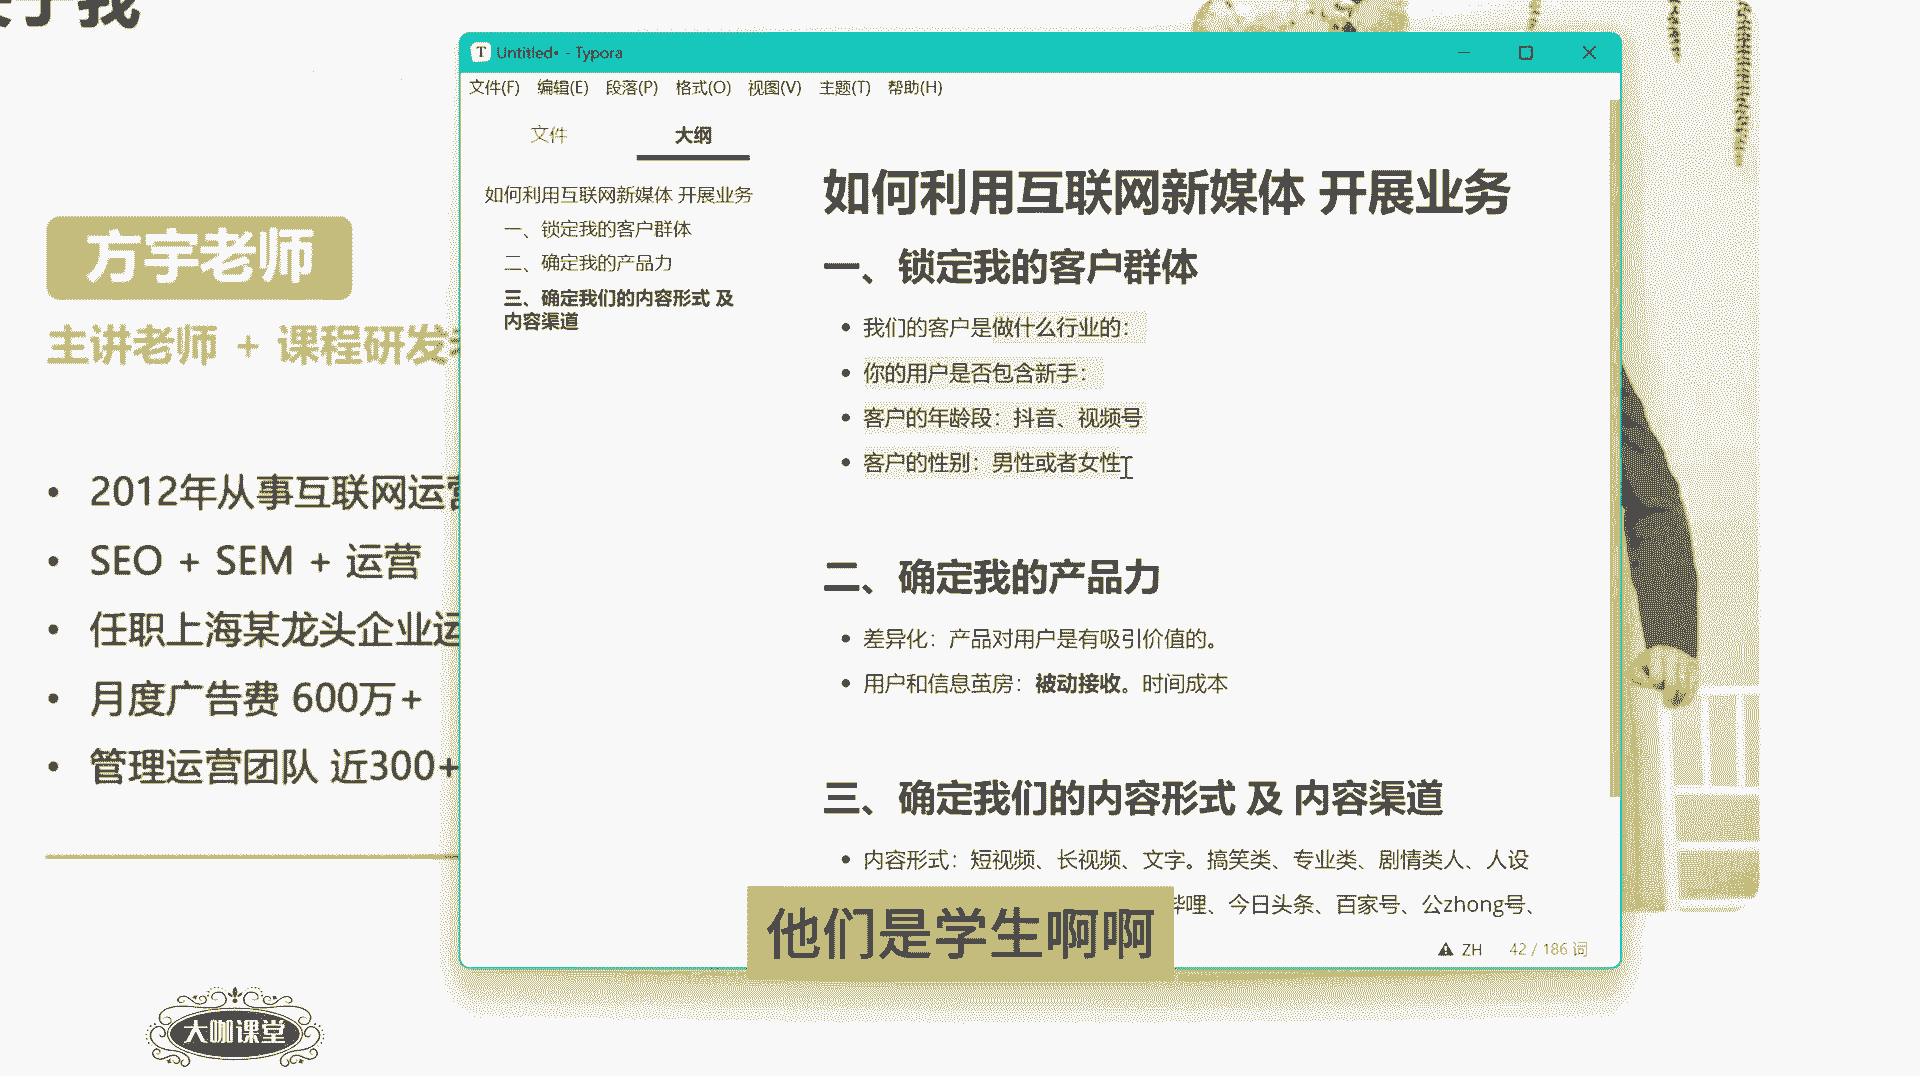 于我
方宇老师
主讲老师 + 课程研发
• 2012年从事互联网运营
• SEO + SEM + 运营
• 任职上海某龙头企业运
• 月度广告费 600万+
• 管理运营团队 近300+
大咖课堂
T Untitled• - Typora
文件(F) 编辑(E) 段落(P) 格式(O) 视图(V) 主题(T) 帮助(H)
文件 大纲
如何利用互联网新媒体 开展业务
一、锁定我的客户群体
二、确定我的产品力
三、确定我们的内容形式 及
内容渠道
如何利用互联网新媒体 开展业务
一、锁定我的客户群体
• 我们的客户是做什么行业的：
• 你的用户是否包含新手：
• 客户的年龄段：抖音、视频号
• 客户的性别：男性或者女性
二、确定我的产品力
• 差异化：产品对用户是有吸引价值的。
• 用户和信息茧房：被动接收。时间成本
三、确定我们的内容形式 及 内容渠道
• 内容形式：短视频、长视频、文字。搞笑类、专业类、剧情类人、人设
哔哩、今日头条、百家号、公zhong号、
他们是学生啊啊
ZH 42 / 186 词